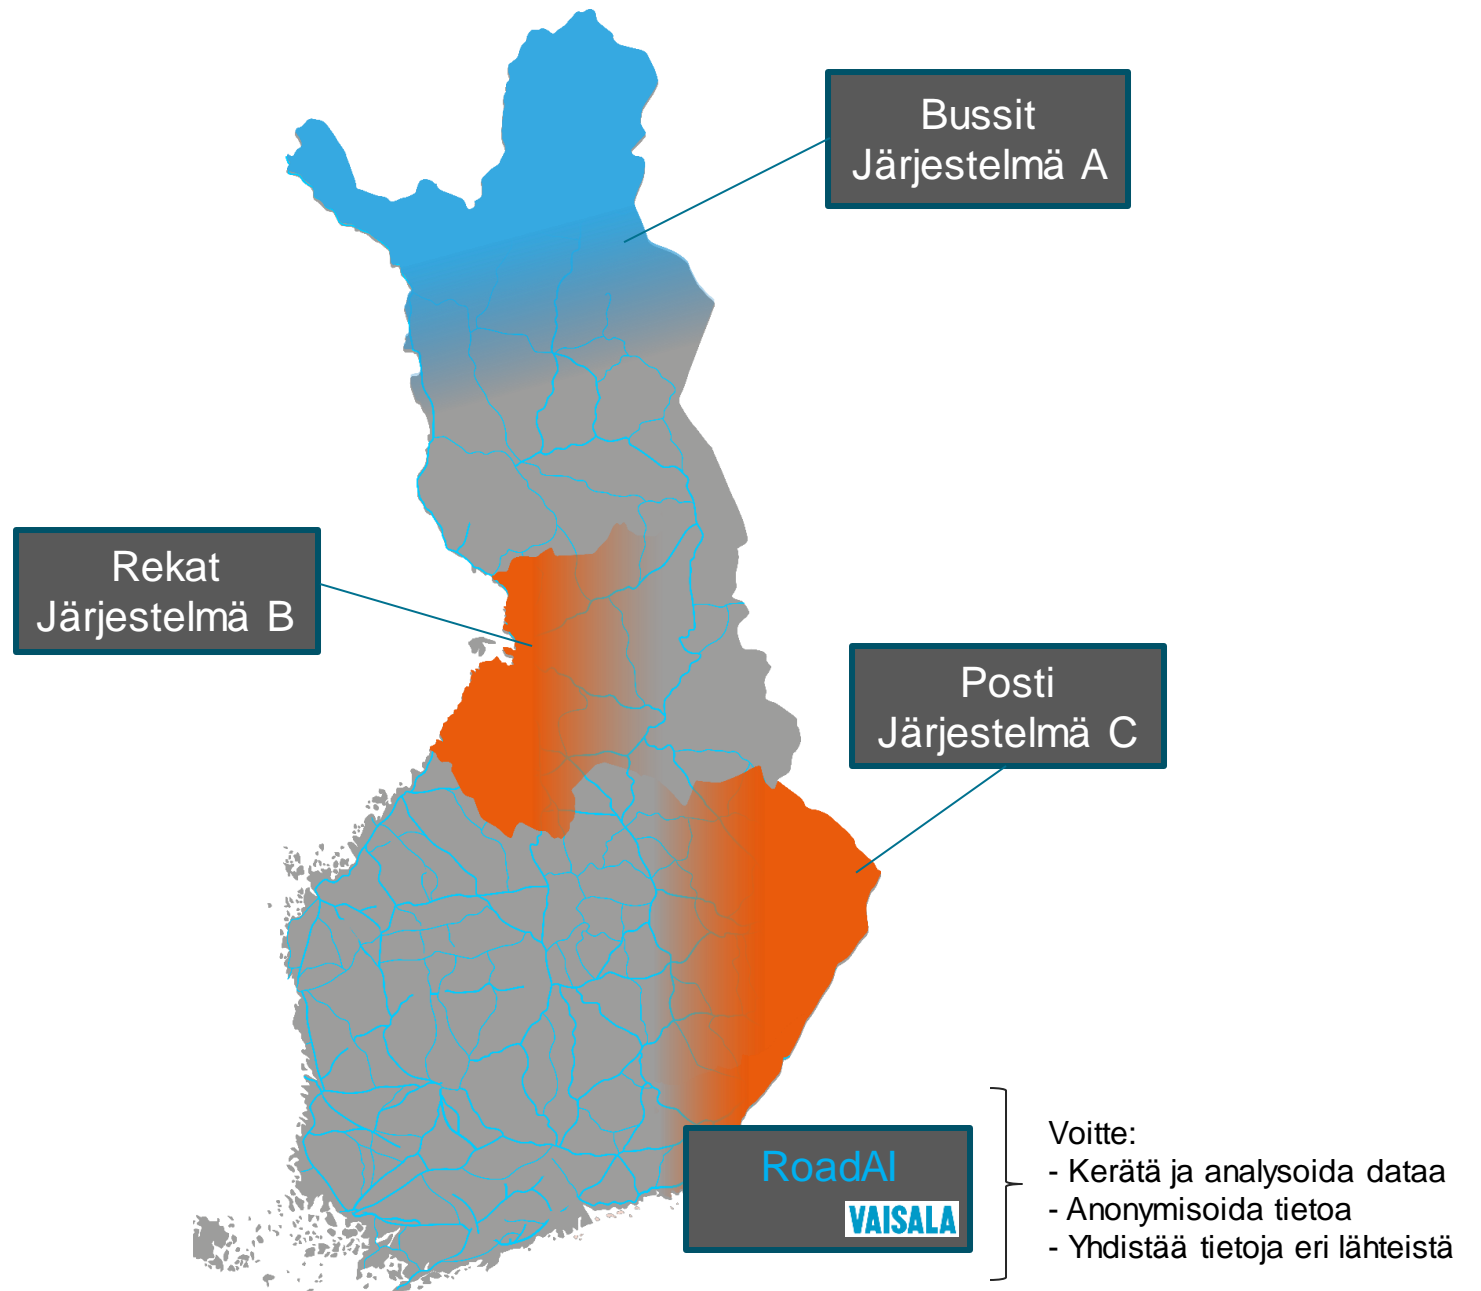 Bussit
Järjestelmä A
Rekat
Järjestelmä B
Posti
Järjestelmä C
RoadAI
VAISALA
Voitte:
- Kerätä ja analysoida dataa
- Anonymisoida tietoa
- Yhdistää tietoja eri lähteistä